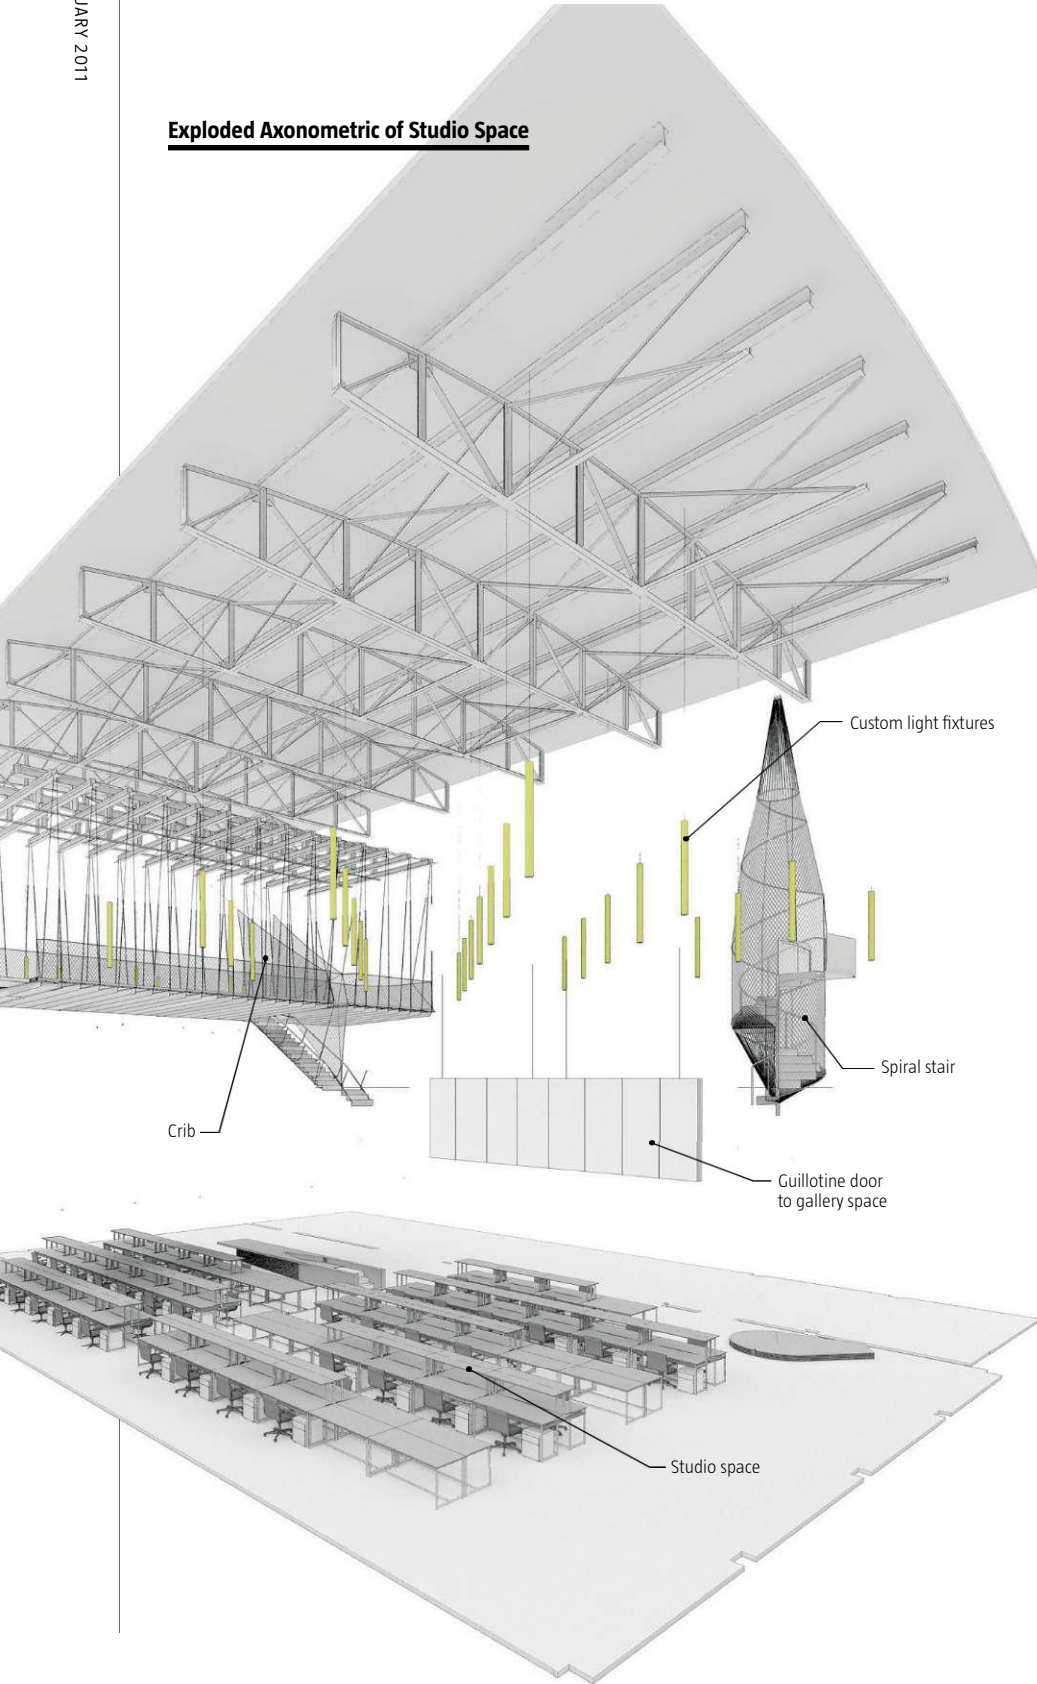 UARY 2011
Exploded Axonometric of Studio Space
Custom light fixtures
Spiral stair
Crib
Guillotine door
to gallery space
Studio space